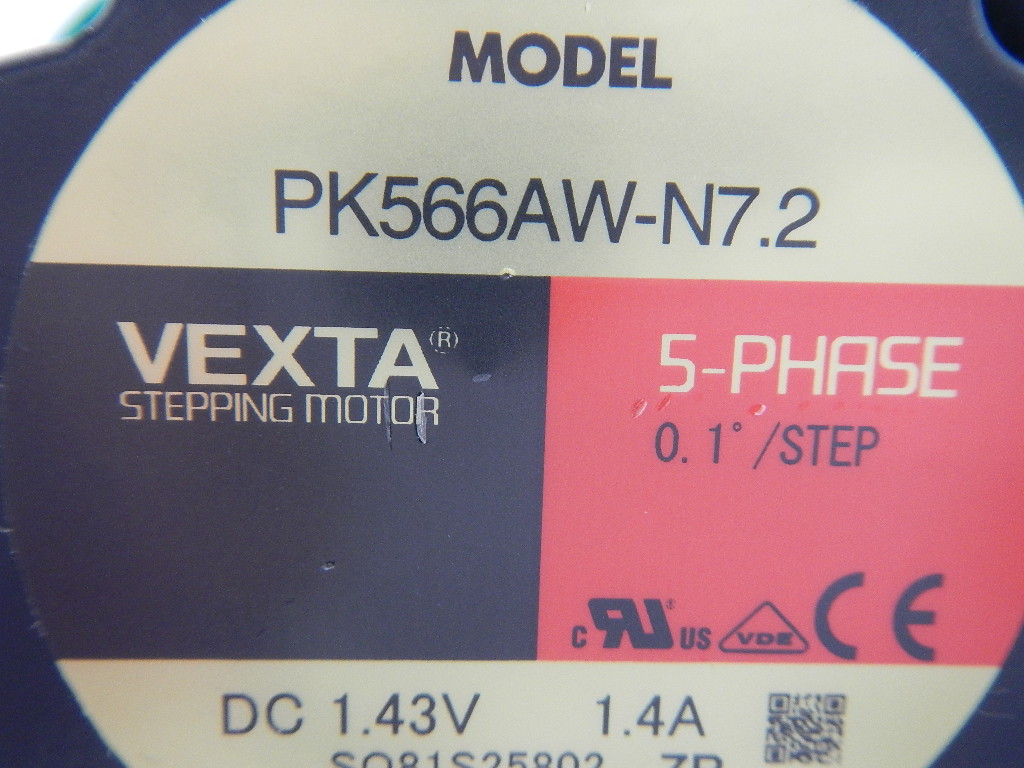 MODEL
PK566AW-N7.2
VEXTA®
STEPPING MOTOR
5-PHASE
0.1°/STEP
C RU® US VDE CE
DC 1.43V 1.4A